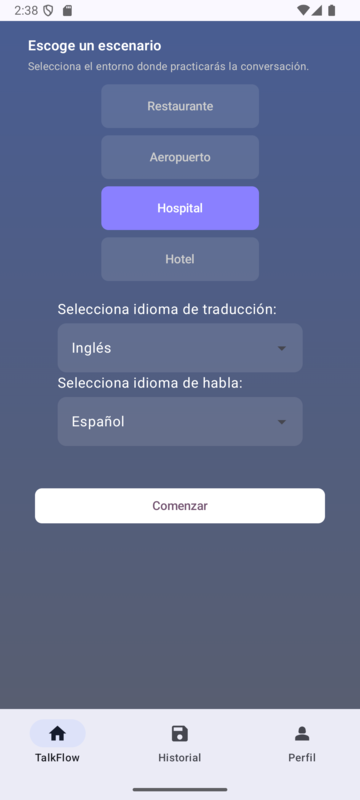 2:38
Escoge un escenario
Selecciona el entorno donde practicarás la conversación.
Restaurante
Aeropuerto
Hospital
Hotel
Selecciona idioma de traducción:
Inglés
Selecciona idioma de habla:
Español
Comenzar
TalkFlow
Historial
Perfil